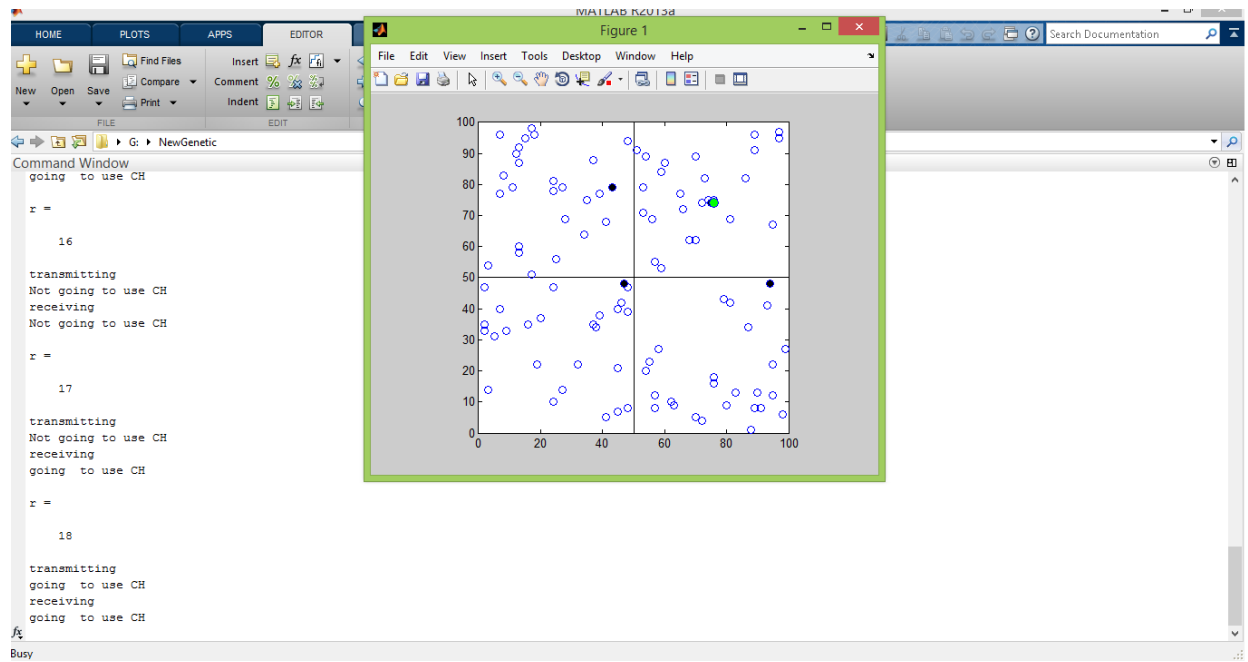 MATLAB R2013a
HOME PLOTS APPS EDITOR
Search Documentation
New Open Save
Find Files
Compare
Print
Insert fx
Comment
Indent
FILE EDIT
G: NewGenetic
Command Window
going  to use CH
r =
16
transmitting
Not going to use CH
receiving
Not going to use CH
r =
17
transmitting
Not going to use CH
receiving
going  to use CH
r =
18
transmitting
going  to use CH
receiving
going  to use CH
fx
Busy
Figure 1
File Edit View Insert Tools Desktop Window Help
100
90
80
70
60
50
40
30
20
10
0
0 20 40 60 80 100